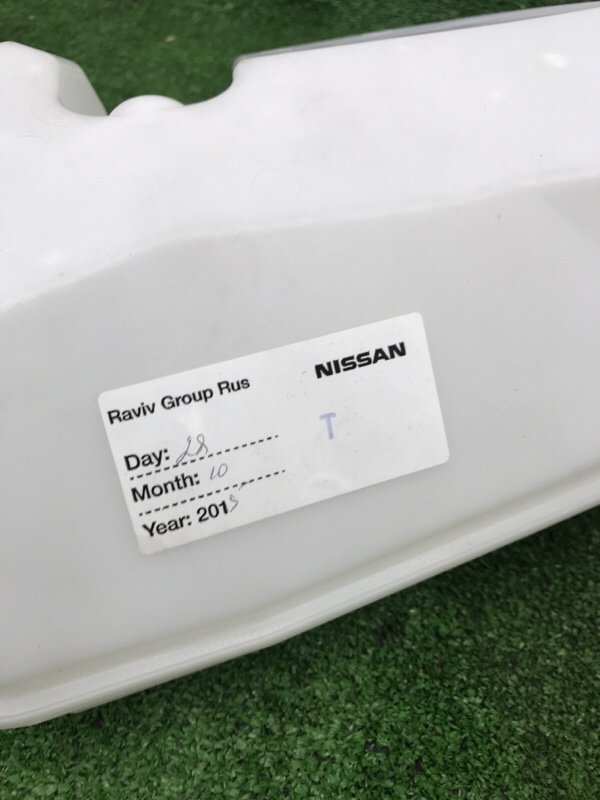 Raviv Group Rus
NISSAN
T
Day: 28
Month: 10
Year: 2015